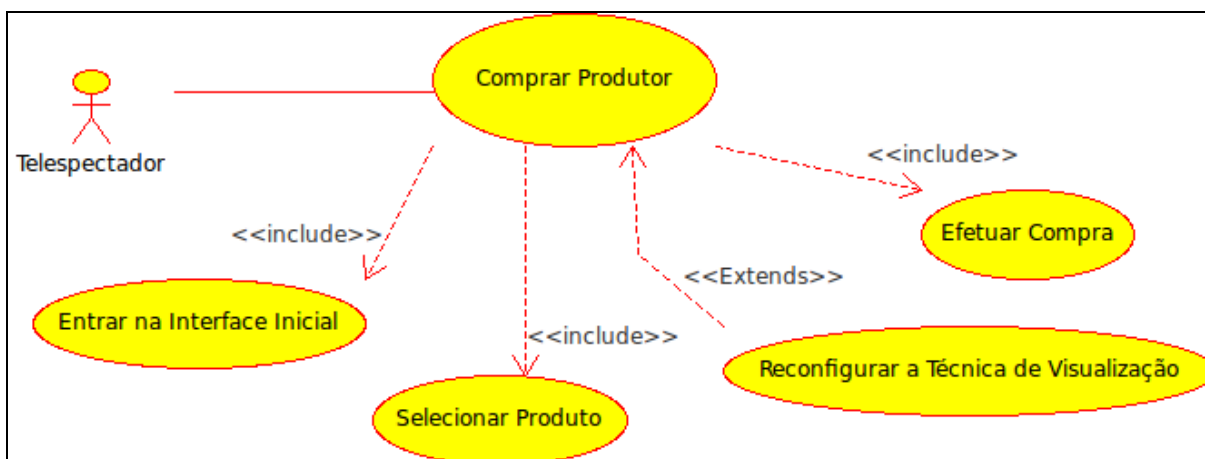 Comprar Produtor
Telespectador
<<include>>
<<include>>
Efetuar Compra
<<Extends>>
Entrar na Interface Inicial
<<include>>
Reconfigurar a Técnica de Visualização
Selecionar Produto